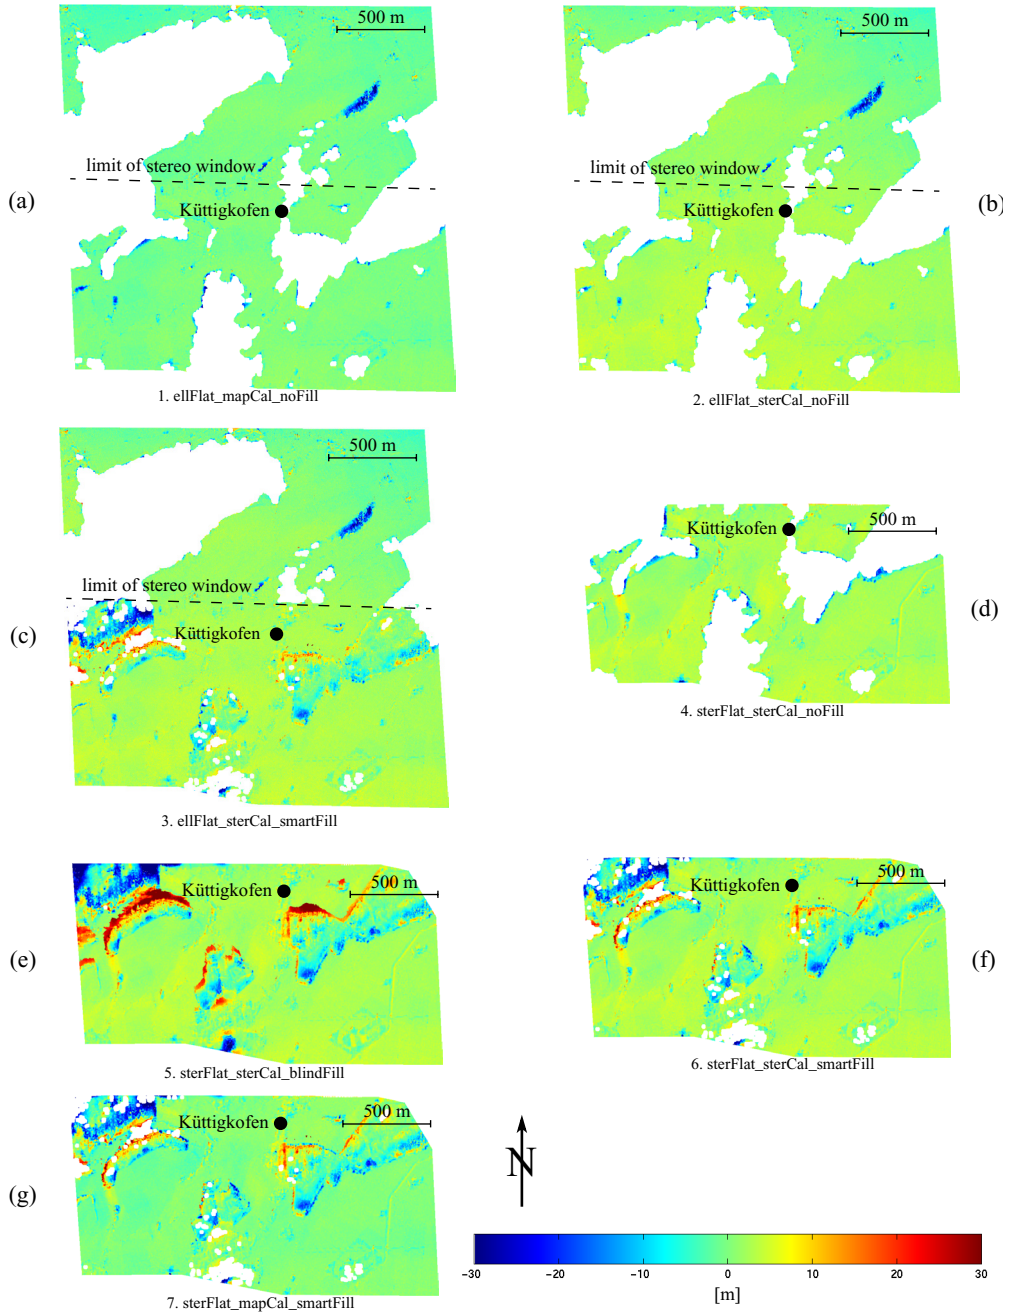 500 m
500 m
limit of stereo window
limit of stereo window
(a)
Küttigkofen
Küttigkofen
(b)
1. ellFlat_mapCal_noFill
2. ellFlat_sterCal_noFill
500 m
Küttigkofen
500 m
limit of stereo window
(c)
Küttigkofen
(d)
4. sterFlat_sterCal_noFill
3. ellFlat_sterCal_smartFill
Küttigkofen
500 m
Küttigkofen
500 m
(e)
(f)
5. sterFlat_sterCal_blindFill
6. sterFlat_sterCal_smartFill
Küttigkofen
500 m
N
(g)
7. sterFlat_mapCal_smartFill
−30 −20 −10 0 10 20 30
[m]